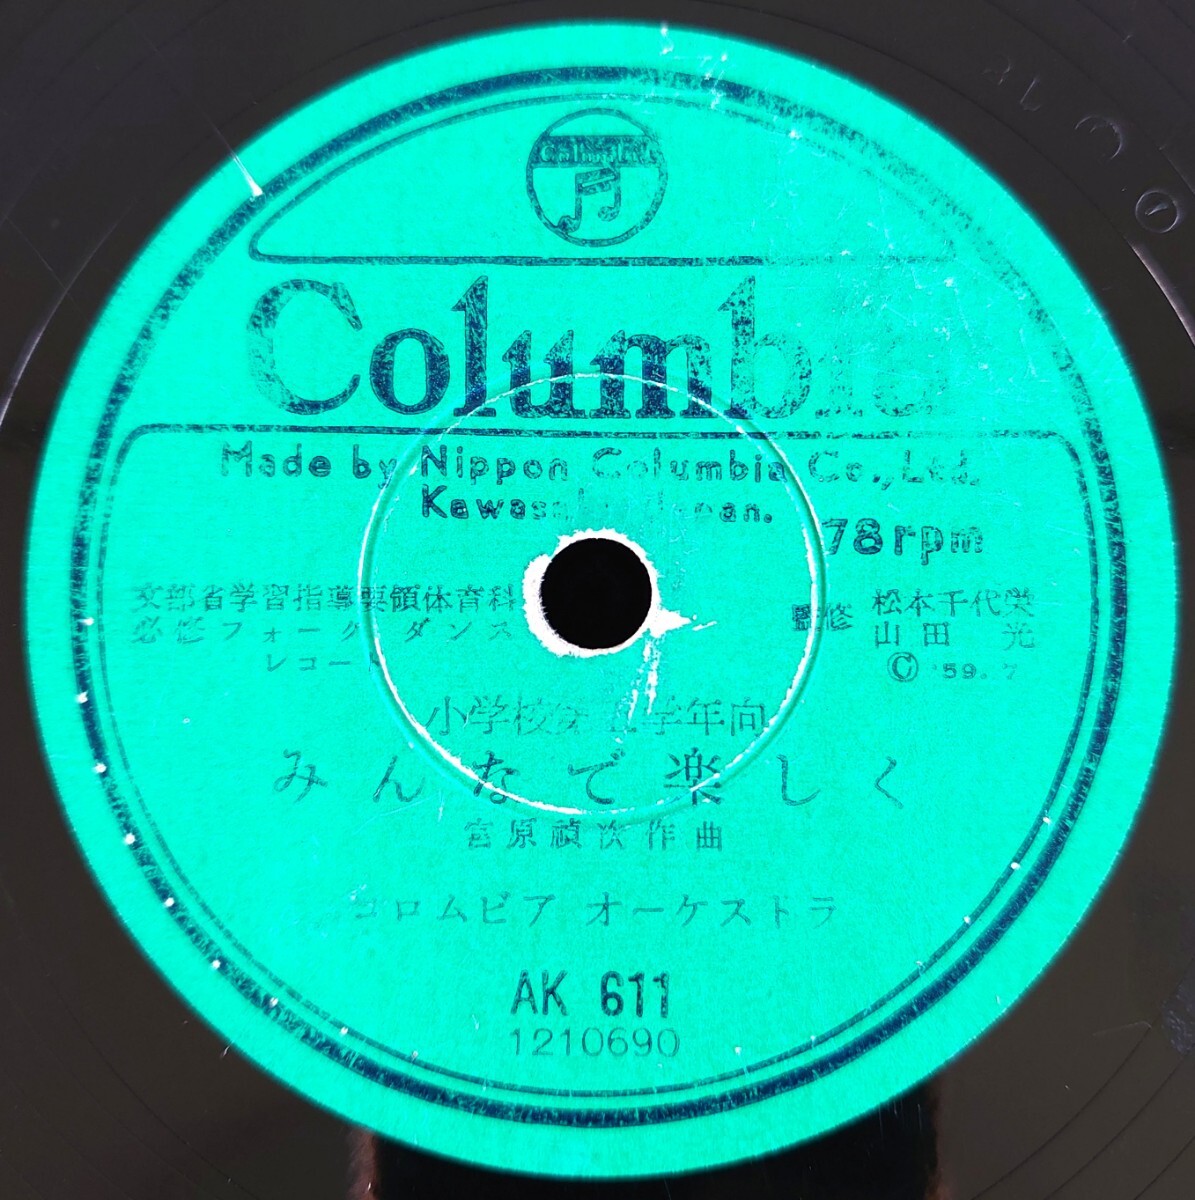 Columbia
Columbia
Made by Nippon Columbia Co., Ltd.
Kawasaki Japan.
78rpm
文部省学習指導要領体育科
必修フォークダンス
レコード
監修 松本千代栄
山田 光
© '59.7
小学校第五学年向
みんなで楽しく
宮原禎次作曲
コロムビア オーケストラ
AK 611
1210690